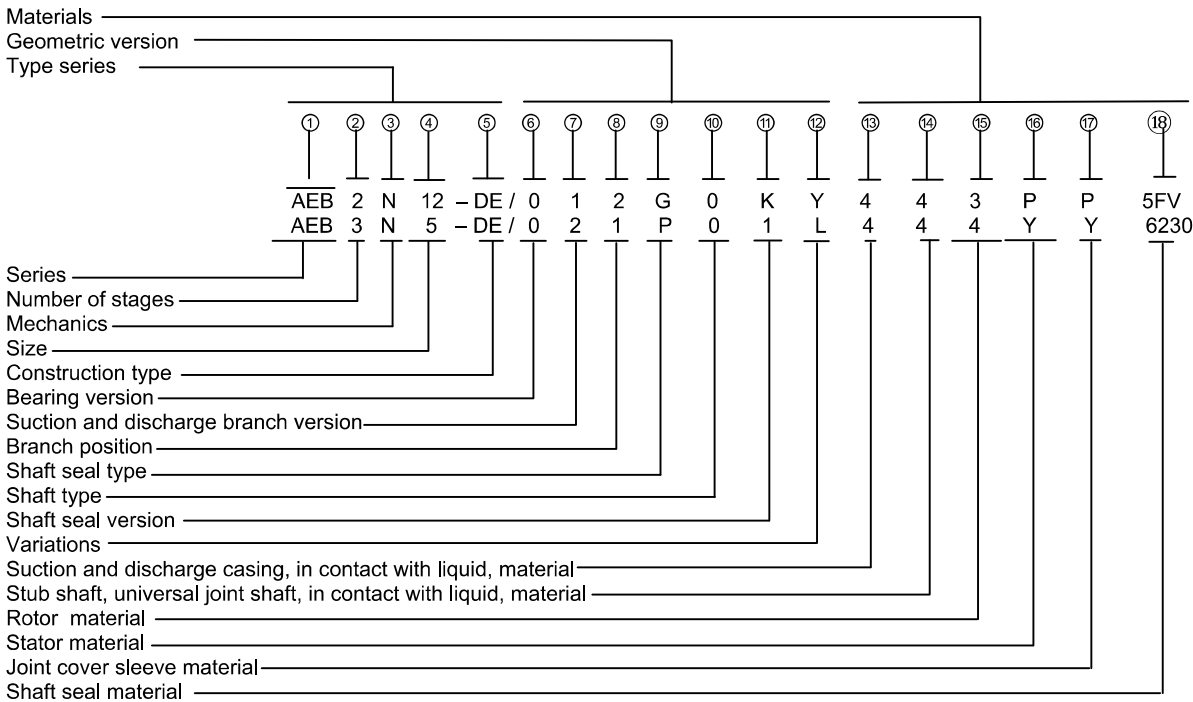 Materials
Geometric version
Type series
① ② ③ ④ ⑤ ⑥ ⑦ ⑧ ⑨ ⑩ ⑪ ⑫ ⑬ ⑭ ⑮ ⑯ ⑰ ⑱
AEB 2 N 12 – DE / 0 1 2 G 0 K Y 4 4 3 P P 5FV
AEB 3 N 5 – DE / 0 2 1 P 0 1 L 4 4 4 Y Y 6230
Series
Number of stages
Mechanics
Size
Construction type
Bearing version
Suction and discharge branch version
Branch position
Shaft seal type
Shaft type
Shaft seal version
Variations
Suction and discharge casing, in contact with liquid, material
Stub shaft, universal joint shaft, in contact with liquid, material
Rotor material
Stator material
Joint cover sleeve material
Shaft seal material